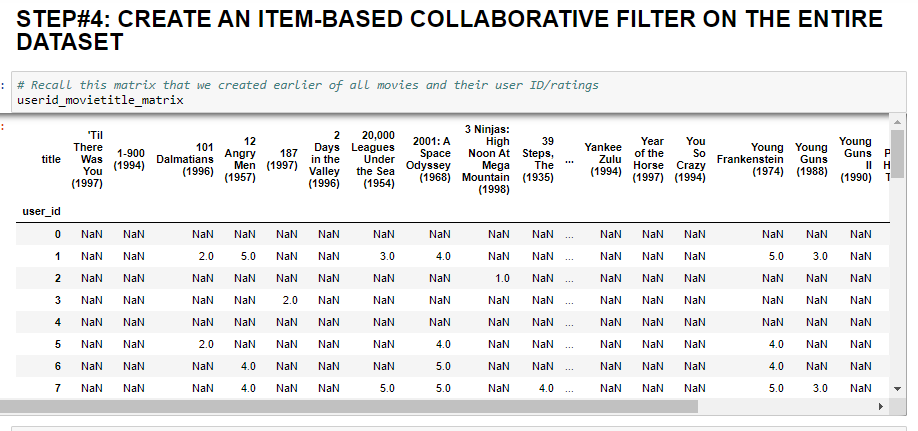 STEP#4: CREATE AN ITEM-BASED COLLABORATIVE FILTER ON THE ENTIRE
DATASET
: # Recall this matrix that we created earlier of all movies and their user ID/ratings
userid_movietitle_matrix
:
title 'Til There Was You (1997) 1-900 (1994) 101 Dalmatians (1996) 12 Angry Men (1957) 187 (1997) 2 Days in the Valley (1996) 20,000 Leagues Under the Sea (1954) 2001: A Space Odyssey (1968) 3 Ninjas: High Noon At Mega Mountain (1998) 39 Steps, The (1935) ... Yankee Zulu (1994) Year of the Horse (1997) You So Crazy (1994) Young Frankenstein (1974) Young Guns (1988) Young Guns II (1990) P H T
user_id
0 NaN NaN NaN NaN NaN NaN NaN NaN NaN NaN ... NaN NaN NaN NaN NaN NaN
1 NaN NaN 2.0 5.0 NaN NaN 3.0 4.0 NaN NaN ... NaN NaN NaN 5.0 3.0 NaN
2 NaN NaN NaN NaN NaN NaN NaN NaN 1.0 NaN ... NaN NaN NaN NaN NaN NaN
3 NaN NaN NaN NaN 2.0 NaN NaN NaN NaN NaN ... NaN NaN NaN NaN NaN NaN
4 NaN NaN NaN NaN NaN NaN NaN NaN NaN NaN ... NaN NaN NaN NaN NaN NaN
5 NaN NaN 2.0 NaN NaN NaN NaN 4.0 NaN NaN ... NaN NaN NaN 4.0 NaN NaN
6 NaN NaN NaN 4.0 NaN NaN NaN 5.0 NaN NaN ... NaN NaN NaN 4.0 NaN NaN
7 NaN NaN NaN 4.0 NaN NaN 5.0 5.0 NaN 4.0 ... NaN NaN NaN 5.0 3.0 NaN